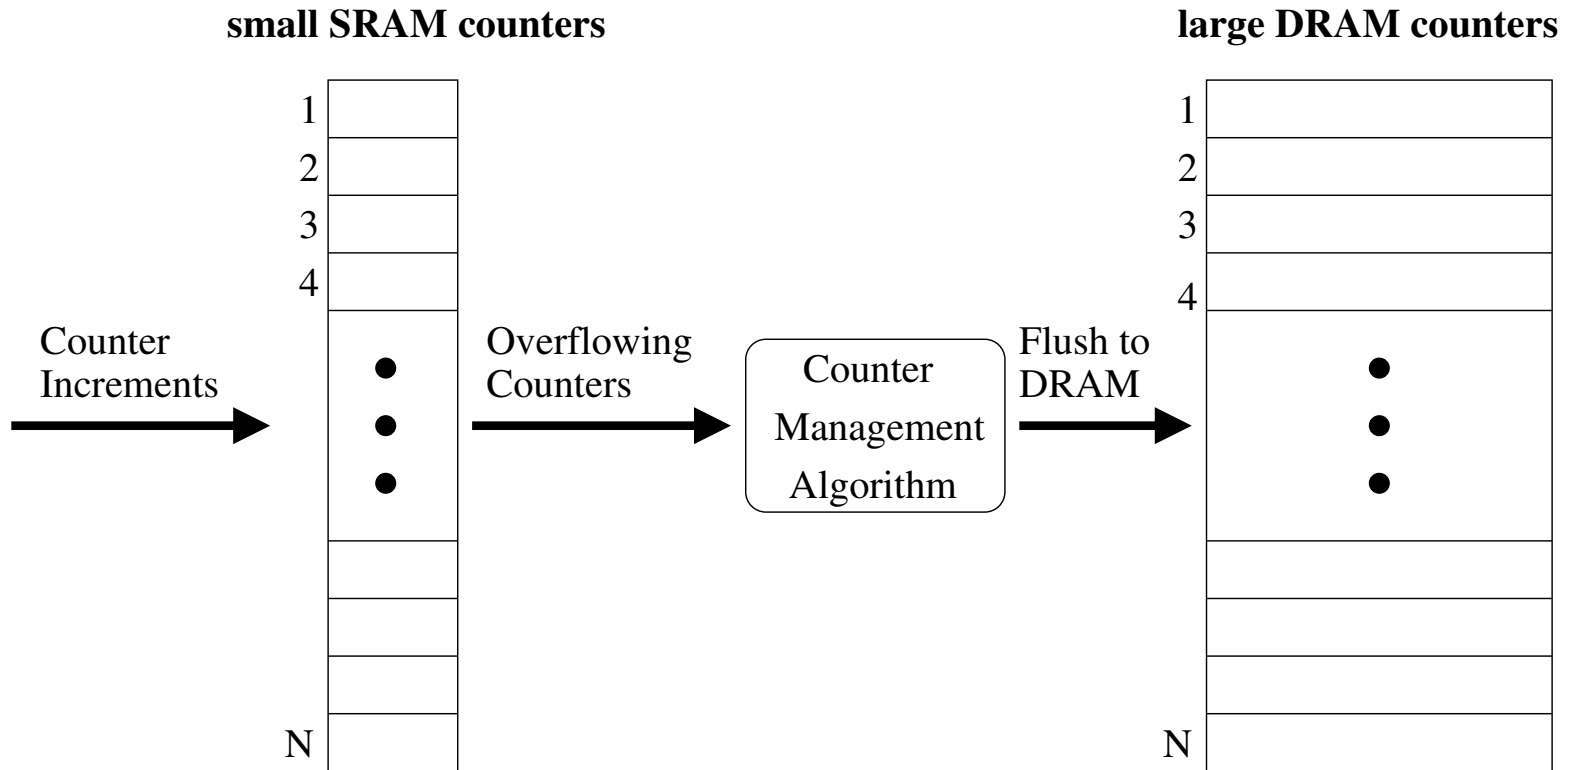 small SRAM counters
large DRAM counters
1
2
3
4
N
Counter
Increments
Overflowing
Counters
Counter
Management
Algorithm
Flush to
DRAM
1
2
3
4
N